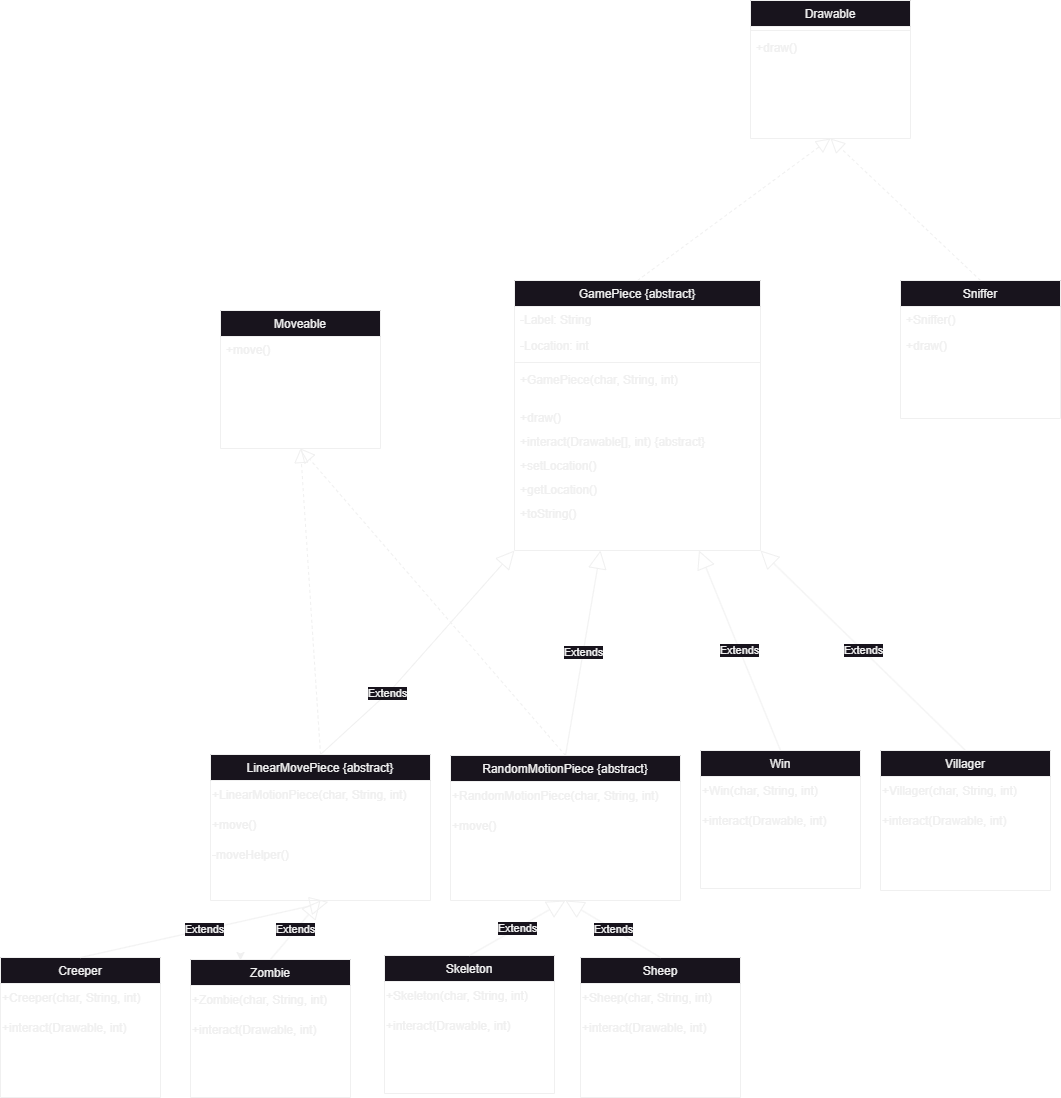 Drawable
+draw()
GamePiece {abstract}
-Label: String
-Location: int
+GamePiece(char, String, int)
+draw()
+interact(Drawable[], int) {abstract}
+setLocation()
+getLocation()
+toString()
Sniffer
+Sniffer()
+draw()
Moveable
+move()
Extends
Extends
Extends
Extends
LinearMovePiece {abstract}
+LinearMotionPiece(char, String, int)
+move()
-moveHelper()
RandomMotionPiece {abstract}
+RandomMotionPiece(char, String, int)
+move()
Win
+Win(char, String, int)
+interact(Drawable, int)
Villager
+Villager(char, String, int)
+interact(Drawable, int)
Extends
Extends
Extends
Extends
Creeper
+Creeper(char, String, int)
+interact(Drawable, int)
Zombie
+Zombie(char, String, int)
+interact(Drawable, int)
Skeleton
+Skeleton(char, String, int)
+interact(Drawable, int)
Sheep
+Sheep(char, String, int)
+interact(Drawable, int)